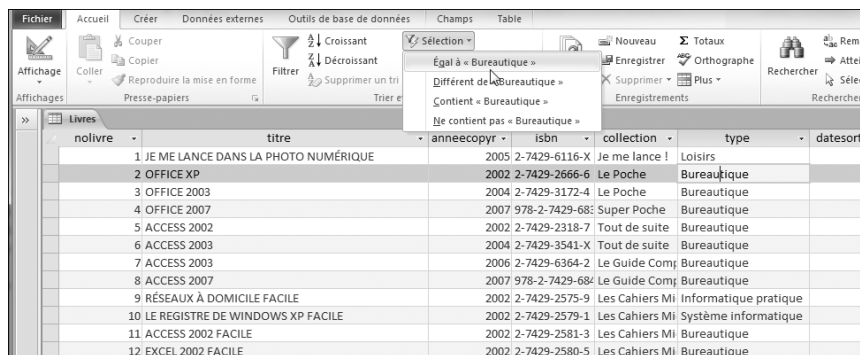 Fichier Accueil Créer Données externes Outils de base de données Champs Table
Affichage
Affichages
Coller
Couper
Copier
Reproduire la mise en forme
Presse-papiers
Filtrer
Croissant
Décroissant
Supprimer un tri
Trier e
Sélection
Égal à « Bureautique »
Différent de « Bureautique »
Contient « Bureautique »
Ne contient pas « Bureautique »
Nouveau
Enregistrer
Supprimer
Σ Totaux
Orthographe
Plus
Enregistrements
Rechercher
Rem
Attei
Séle
Rechercher
Livres
nolivre titre anneecopyr isbn collection type datesort
1 JE ME LANCE DANS LA PHOTO NUMÉRIQUE 2005 2-7429-6116-X Je me lance ! Loisirs
2 OFFICE XP 2002 2-7429-2666-6 Le Poche Bureautique
3 OFFICE 2003 2004 2-7429-3172-4 Le Poche Bureautique
4 OFFICE 2007 2007 978-2-7429-683 Super Poche Bureautique
5 ACCESS 2002 2002 2-7429-2318-7 Tout de suite Bureautique
6 ACCESS 2003 2004 2-7429-3541-X Tout de suite Bureautique
7 ACCESS 2003 2006 2-7429-6364-2 Le Guide Comp Bureautique
8 ACCESS 2007 2007 978-2-7429-684 Le Guide Comp Bureautique
9 RÉSEAUX À DOMICILE FACILE 2002 2-7429-2575-9 Les Cahiers Mi Informatique pratique
10 LE REGISTRE DE WINDOWS XP FACILE 2002 2-7429-2579-1 Les Cahiers Mi Système informatique
11 ACCESS 2002 FACILE 2002 2-7429-2581-3 Les Cahiers Mi Bureautique
12 EXCEL 2002 FACILE 2002 2-7429-2580-5 Les Cahiers Mi Bureautique